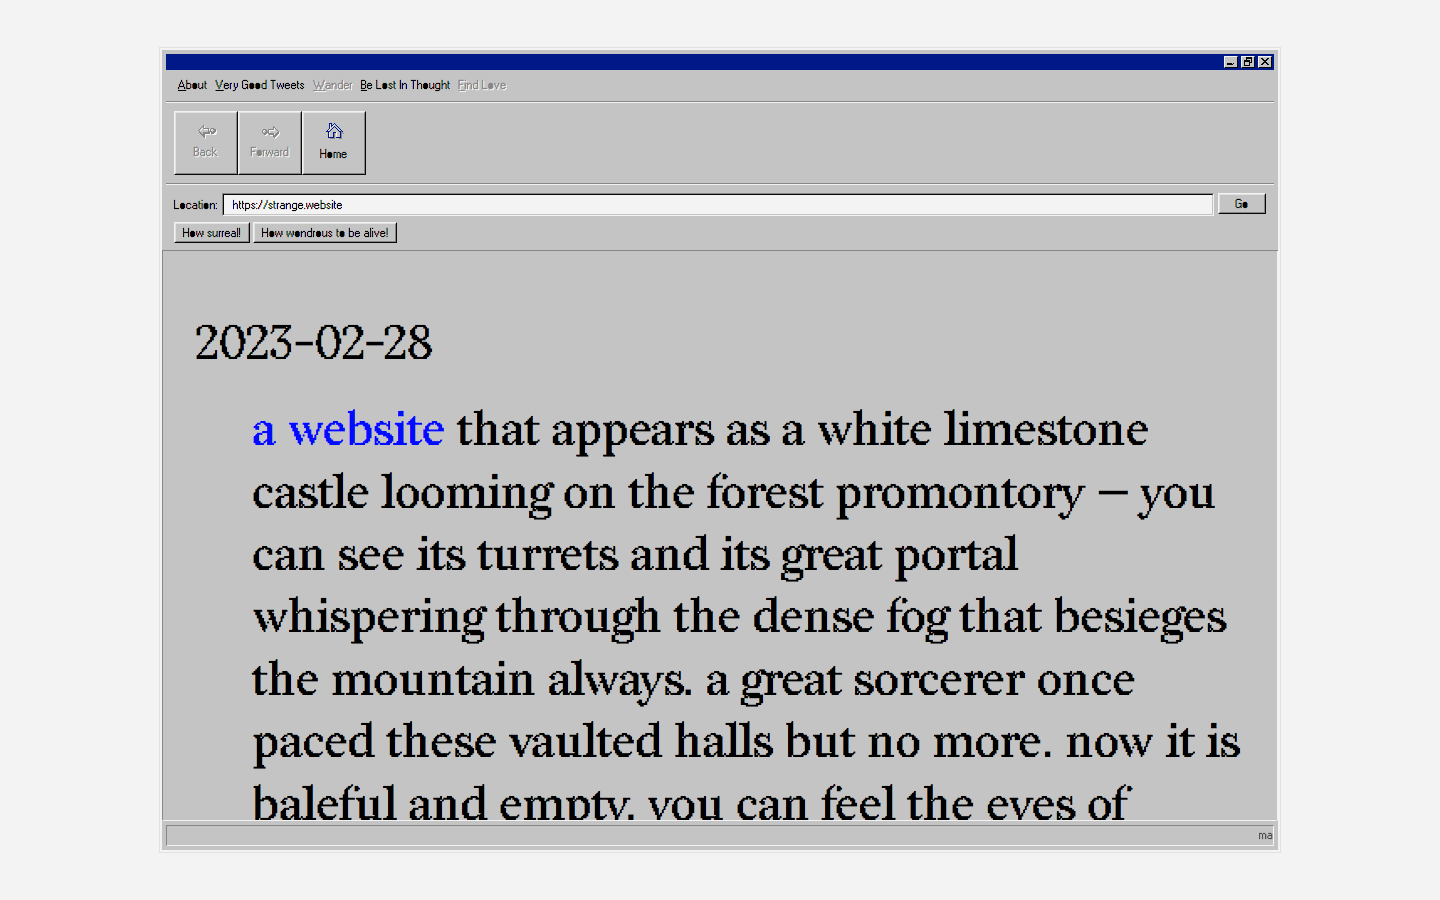 About Very Good Tweets Wander Be Lost In Thought Find Love
Back Forward Home
Location: https://strange.website Go
How surreal! How wondrous to be alive!
2023-02-28
a website that appears as a white limestone
castle looming on the forest promontory — you
can see its turrets and its great portal
whispering through the dense fog that besieges
the mountain always. a great sorcerer once
paced these vaulted halls but no more. now it is
baleful and empty. you can feel the eyes of
ma